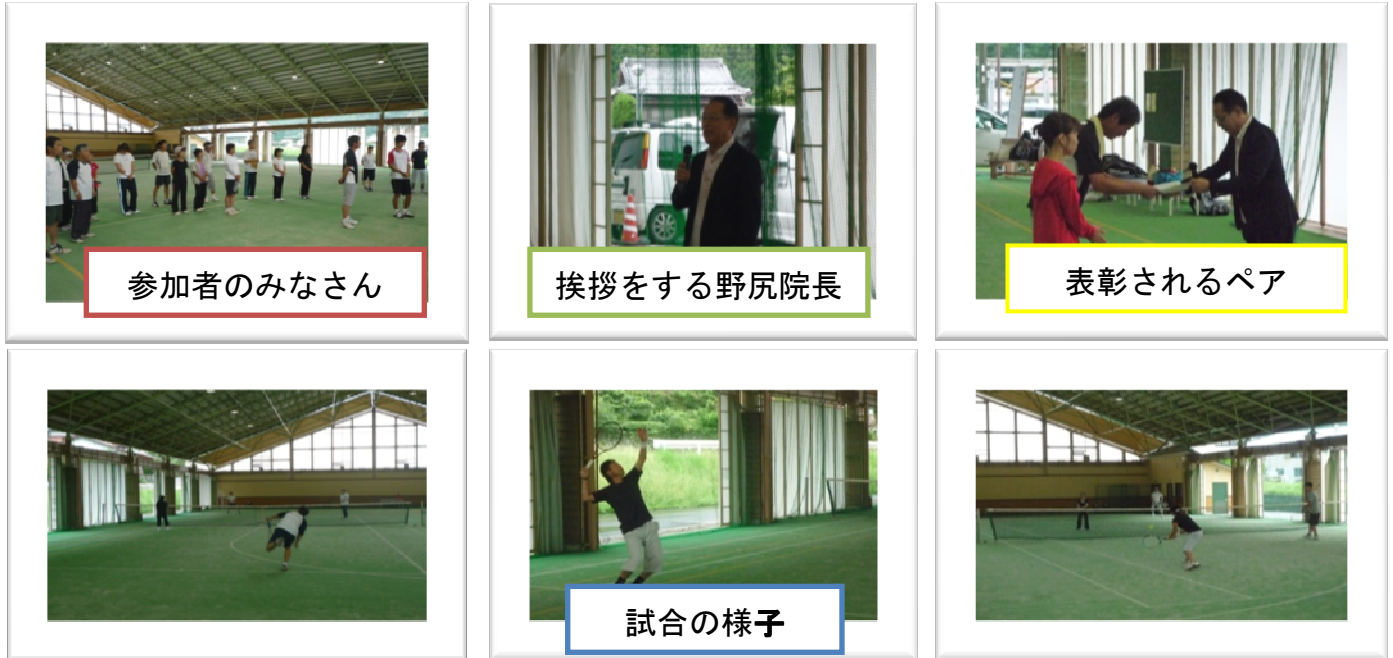 参加者のみなさん
挨拶をする野尻院長
表彰されるペア
試合の様子